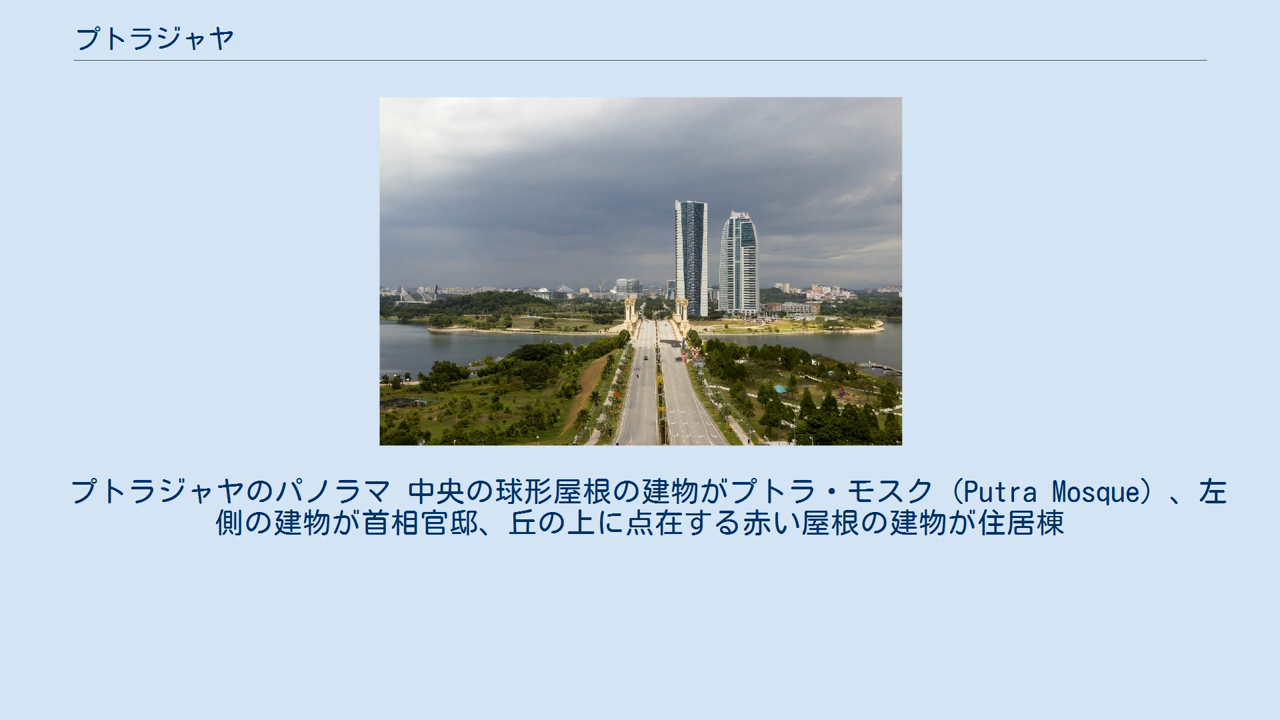 プトラジャヤ
プトラジャヤのパノラマ 中央の球形屋根の建物がプトラ・モスク（Putra Mosque）、左
側の建物が首相官邸、丘の上に点在する赤い屋根の建物が住居棟